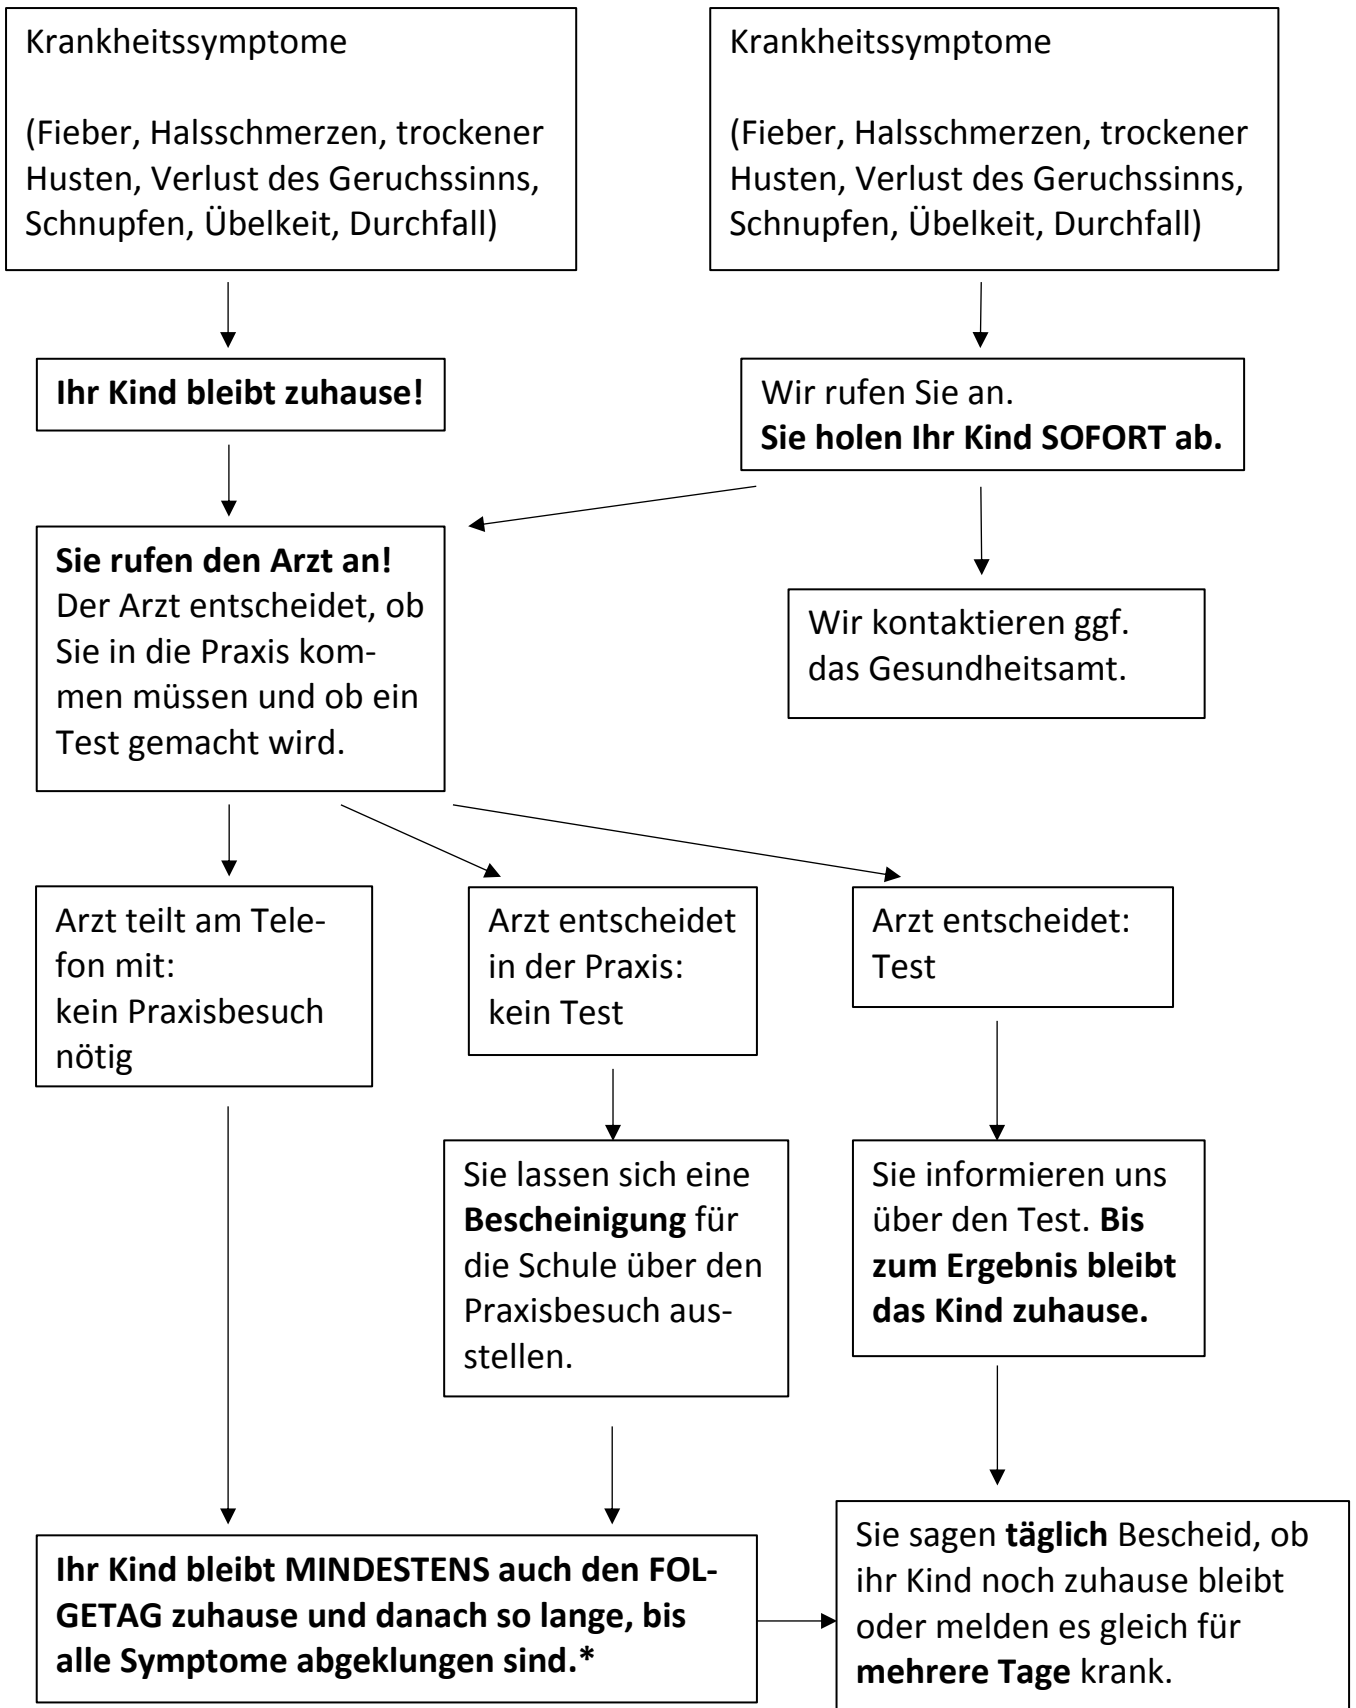 Krankheitssymptome
(Fieber, Halsschmerzen, trockener
Husten, Verlust des Geruchssinns,
Schnupfen, Übelkeit, Durchfall)
Krankheitssymptome
(Fieber, Halsschmerzen, trockener
Husten, Verlust des Geruchssinns,
Schnupfen, Übelkeit, Durchfall)
Ihr Kind bleibt zuhause!
Wir rufen Sie an.
Sie holen Ihr Kind SOFORT ab.
Sie rufen den Arzt an!
Der Arzt entscheidet, ob
Sie in die Praxis kom-
men müssen und ob ein
Test gemacht wird.
Wir kontaktieren ggf.
das Gesundheitsamt.
Arzt teilt am Tele-
fon mit:
kein Praxisbesuch
nötig
Arzt entscheidet
in der Praxis:
kein Test
Arzt entscheidet:
Test
Sie lassen sich eine
Bescheinigung für
die Schule über den
Praxisbesuch aus-
stellen.
Sie informieren uns
über den Test. Bis
zum Ergebnis bleibt
das Kind zuhause.
Ihr Kind bleibt MINDESTENS auch den FOL-
GETAG zuhause und danach so lange, bis
alle Symptome abgeklungen sind.*
Sie sagen täglich Bescheid, ob
ihr Kind noch zuhause bleibt
oder melden es gleich für
mehrere Tage krank.